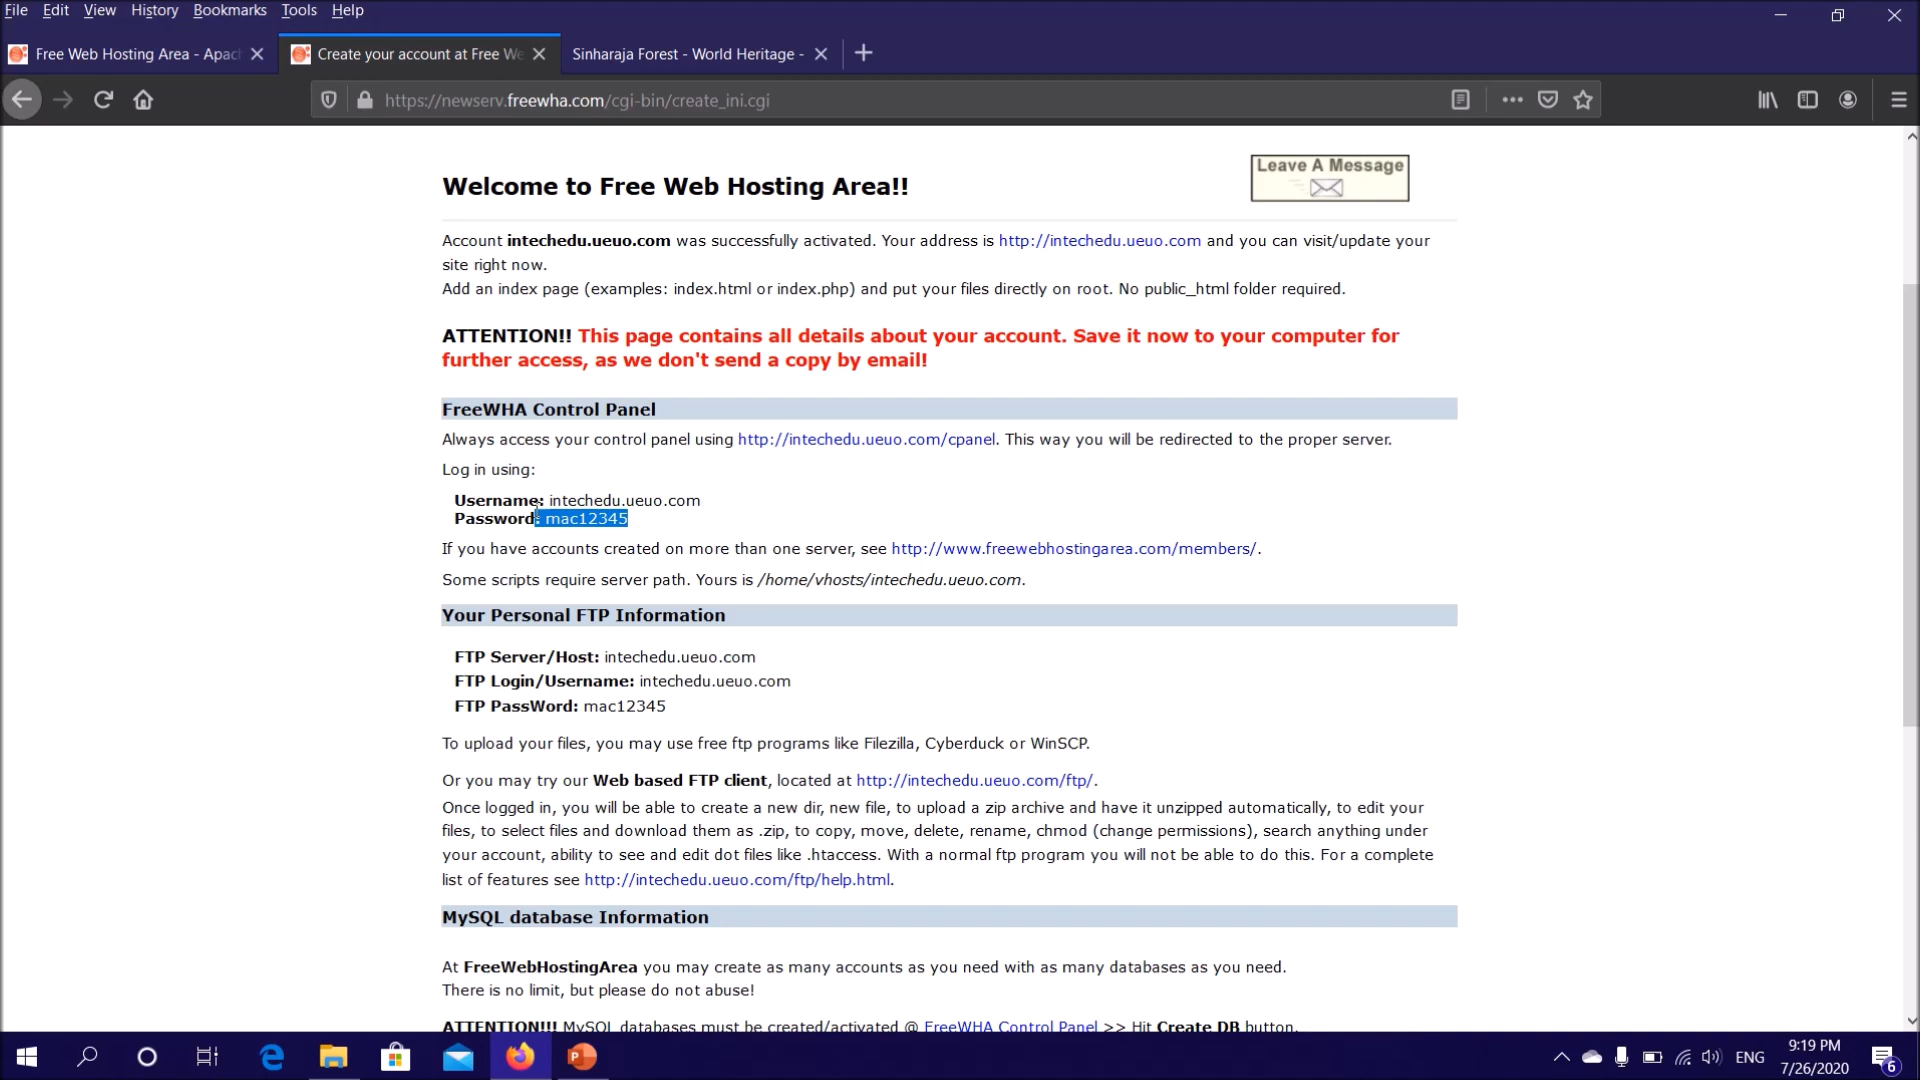 File Edit View History Bookmarks Tools Help
Free Web Hosting Area - Apac
Create your account at Free We
Sinharaja Forest - World Heritage -
https://newserv.freewha.com/cgi-bin/create_ini.cgi
Leave A Message
Welcome to Free Web Hosting Area!!
Account intechedu.ueuo.com was successfully activated. Your address is http://intechedu.ueuo.com and you can visit/update your
site right now.
Add an index page (examples: index.html or index.php) and put your files directly on root. No public_html folder required.
ATTENTION!! This page contains all details about your account. Save it now to your computer for
further access, as we don't send a copy by email!
FreeWHA Control Panel
Always access your control panel using http://intechedu.ueuo.com/cpanel. This way you will be redirected to the proper server.
Log in using:
Username: intechedu.ueuo.com
Password: mac12345
If you have accounts created on more than one server, see http://www.freewebhostingarea.com/members/.
Some scripts require server path. Yours is /home/vhosts/intechedu.ueuo.com.
Your Personal FTP Information
FTP Server/Host: intechedu.ueuo.com
FTP Login/Username: intechedu.ueuo.com
FTP PassWord: mac12345
To upload your files, you may use free ftp programs like Filezilla, Cyberduck or WinSCP.
Or you may try our Web based FTP client, located at http://intechedu.ueuo.com/ftp/.
Once logged in, you will be able to create a new dir, new file, to upload a zip archive and have it unzipped automatically, to edit your
files, to select files and download them as .zip, to copy, move, delete, rename, chmod (change permissions), search anything under
your account, ability to see and edit dot files like .htaccess. With a normal ftp program you will not be able to do this. For a complete
list of features see http://intechedu.ueuo.com/ftp/help.html.
MySQL database Information
At FreeWebHostingArea you may create as many accounts as you need with as many databases as you need.
There is no limit, but please do not abuse!
ATTENTION!!! MySQL databases must be created/activated @ FreeWHA Control Panel >> Hit Create DB button.
ENG
9:19 PM
7/26/2020
6